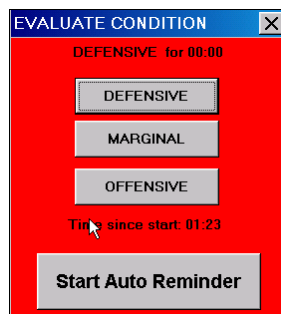 EVALUATE CONDITION
DEFENSIVE for 00:00
DEFENSIVE
MARGINAL
OFFENSIVE
Time since start: 01:23
Start Auto Reminder